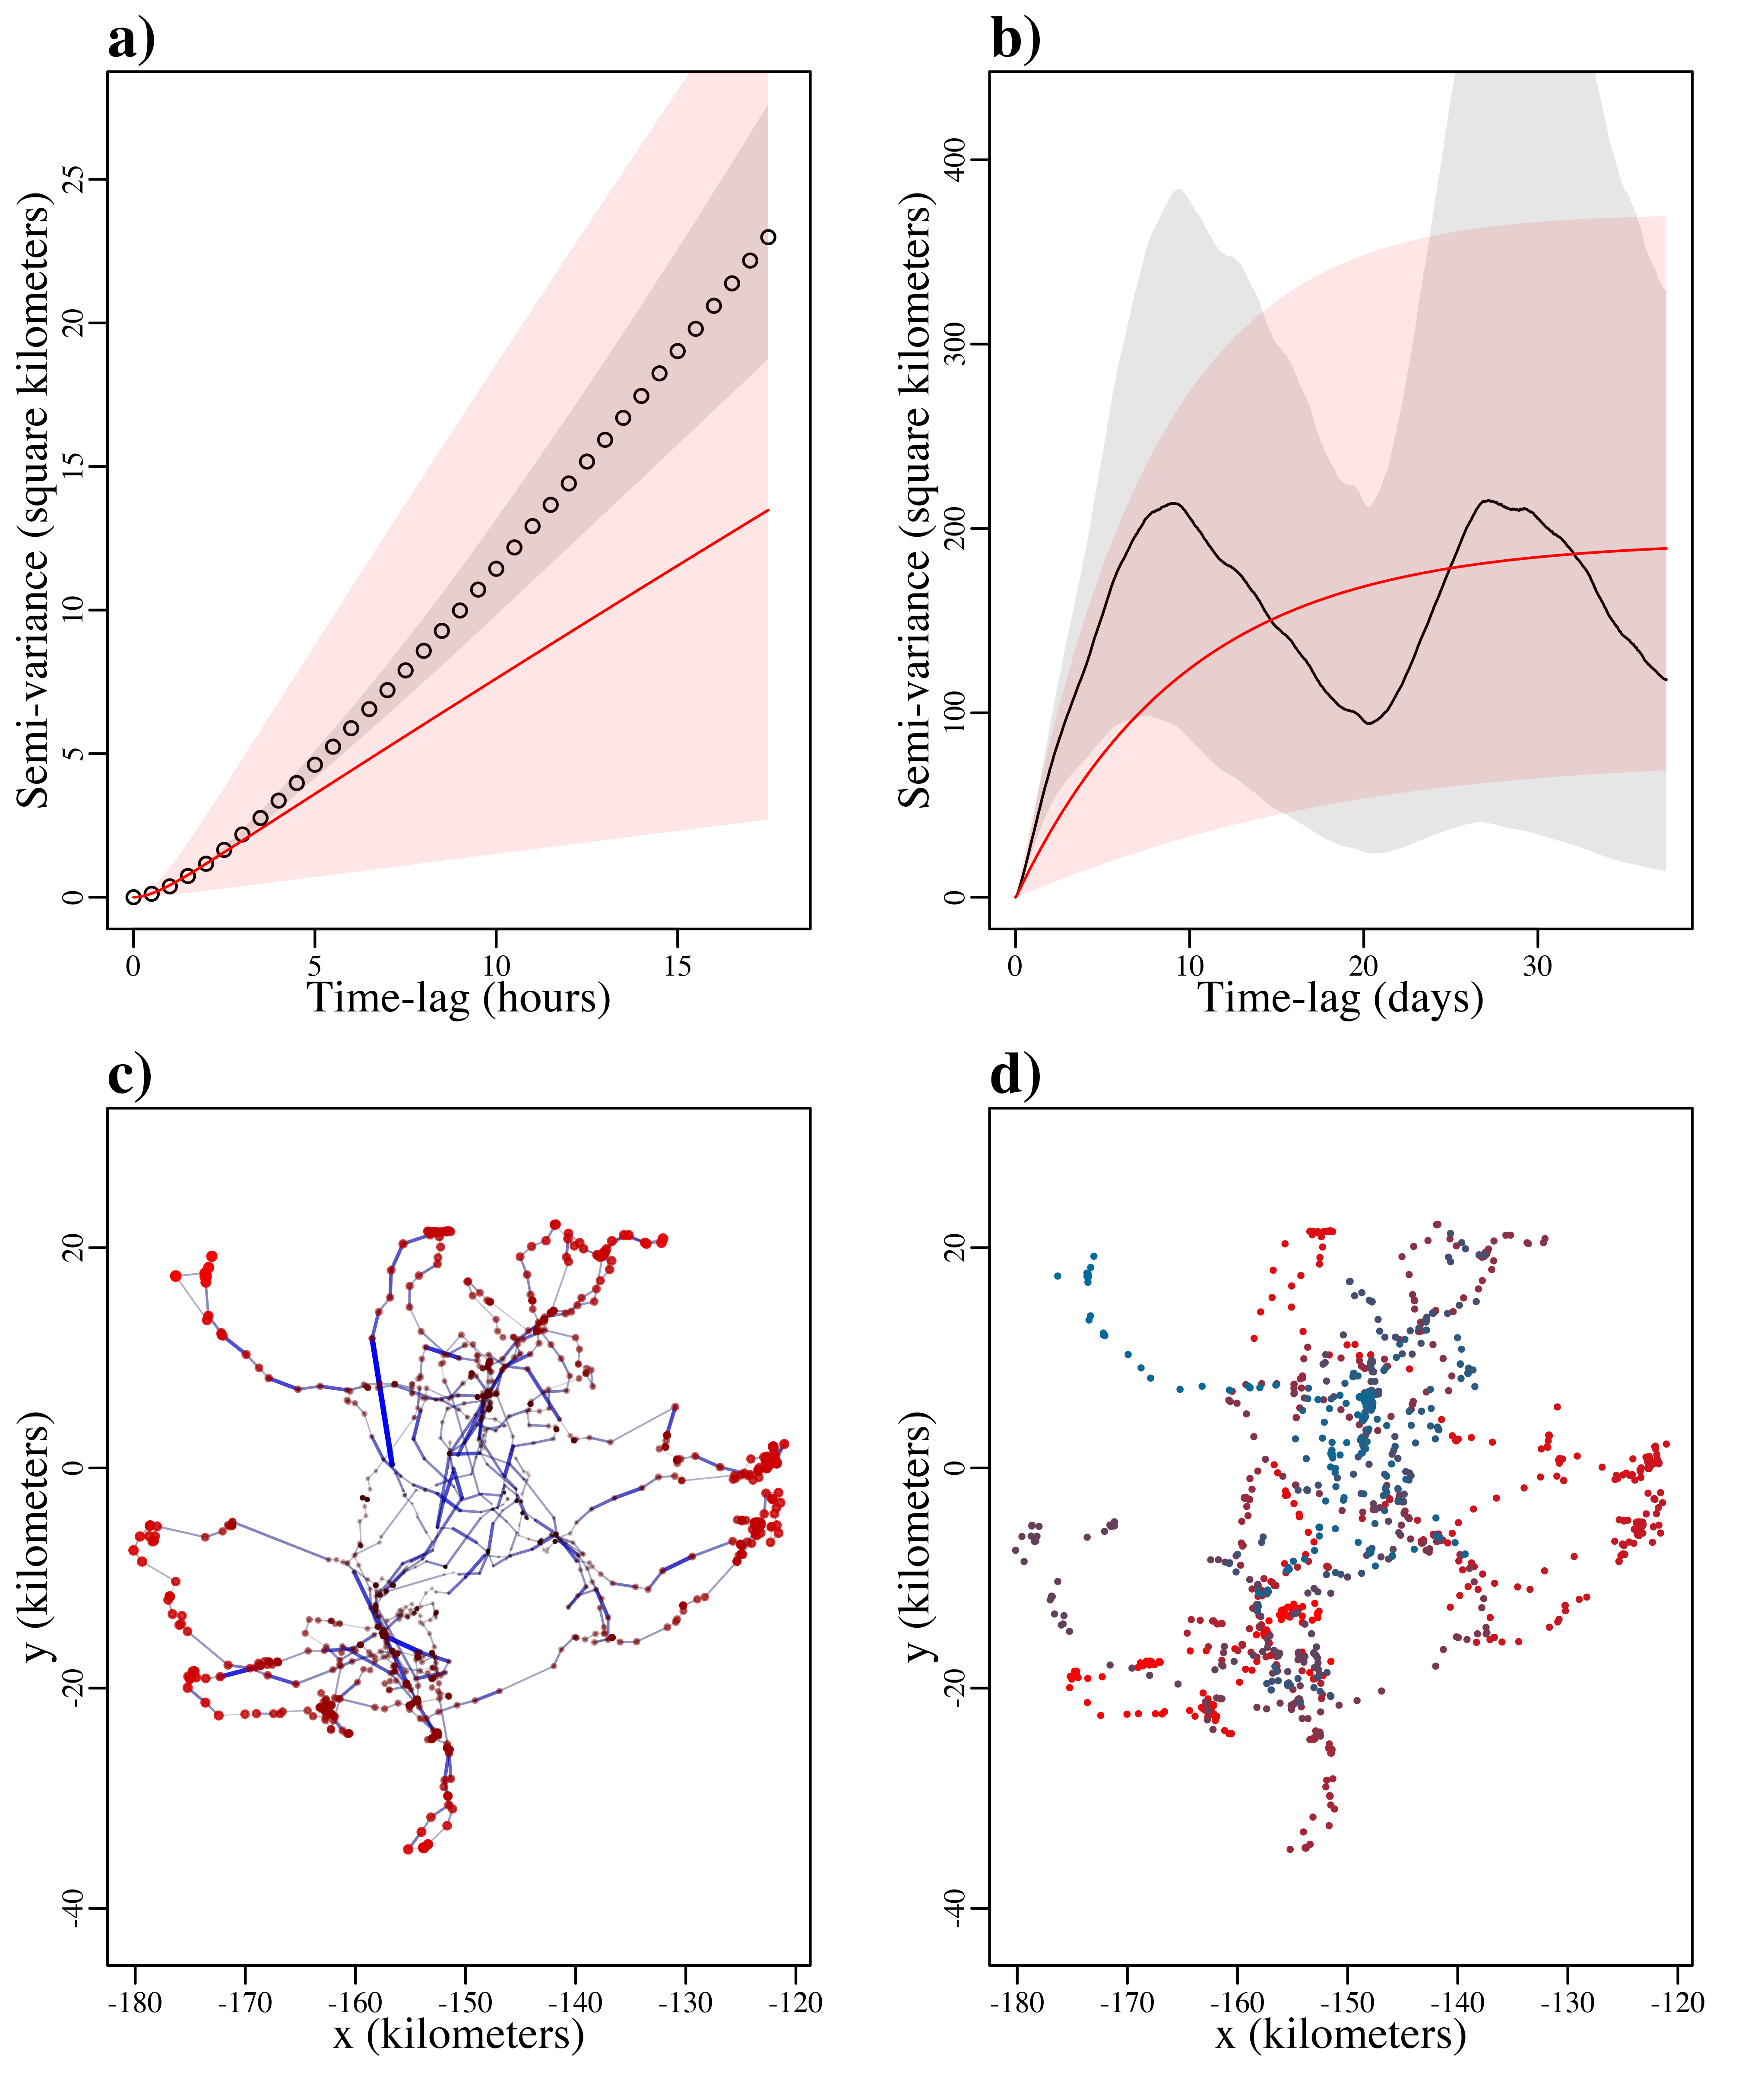 a)
Semi-variance (square kilometers)
25
20
15
10
5
0
0 5 10 15
Time-lag (hours)
b)
Semi-variance (square kilometers)
400
300
200
100
0
0 10 20 30
Time-lag (days)
c)
y (kilometers)
20
0
-20
-40
-180 -170 -160 -150 -140 -130 -120
x (kilometers)
d)
y (kilometers)
20
0
-20
-40
-180 -170 -160 -150 -140 -130 -120
x (kilometers)